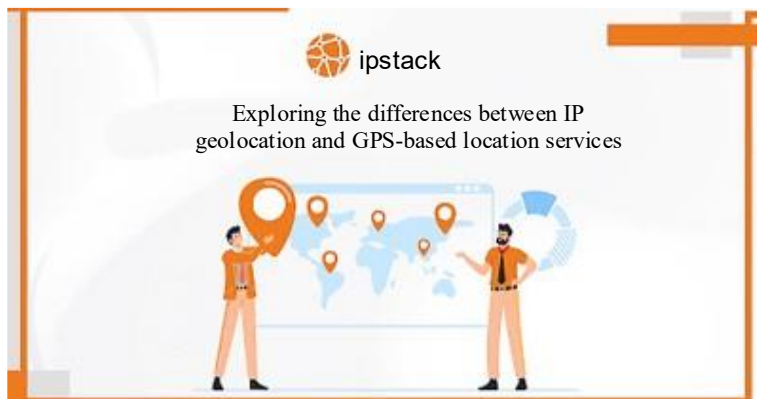 ipstack
Exploring the differences between IP
geolocation and GPS-based location services